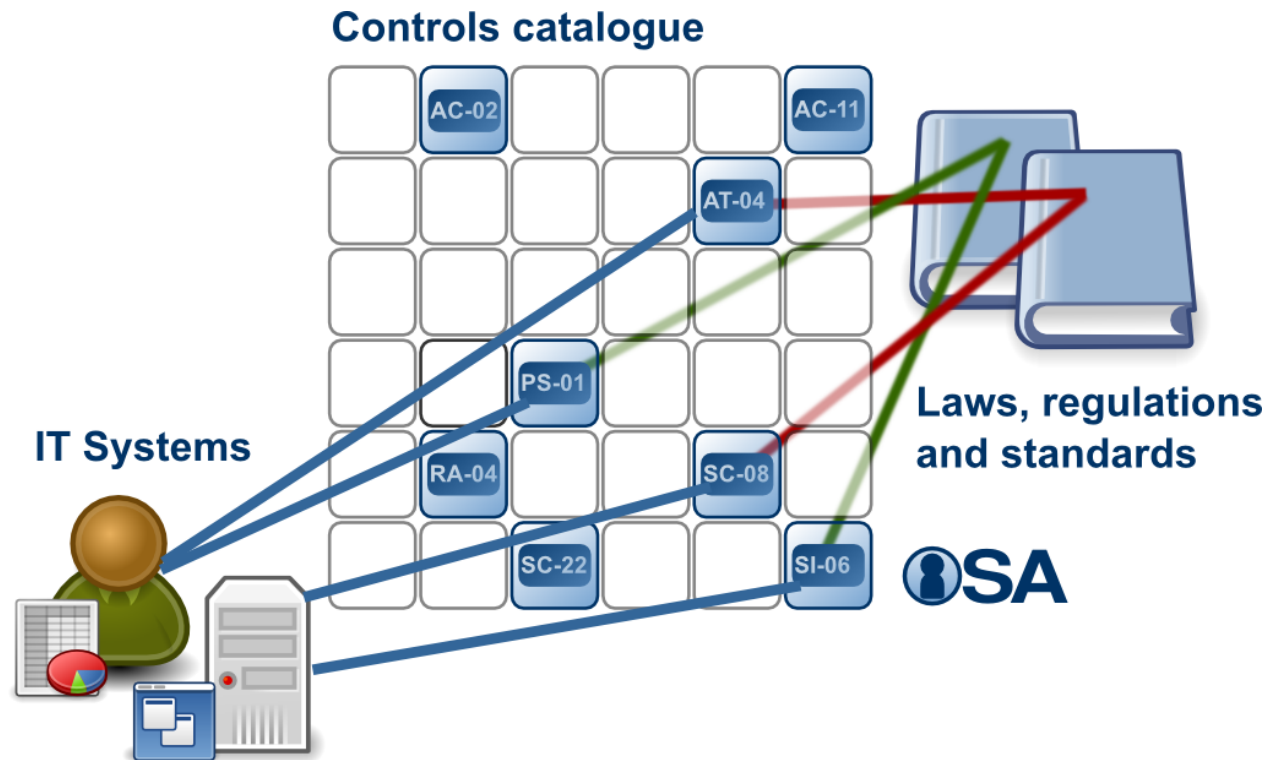 Controls catalogue
AC-02
AC-11
AT-04
PS-01
Laws, regulations
and standards
IT Systems
RA-04
SC-08
SC-22
SI-06
OSA